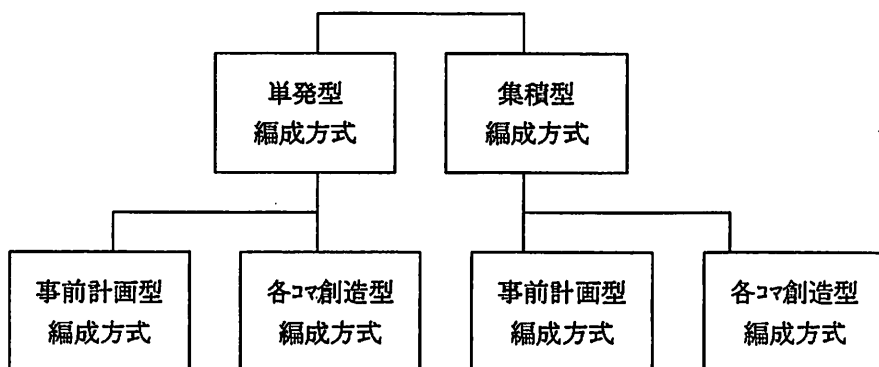 単発型
編成方式
集積型
編成方式
事前計画型
編成方式
各コマ創造型
編成方式
事前計画型
編成方式
各コマ創造型
編成方式